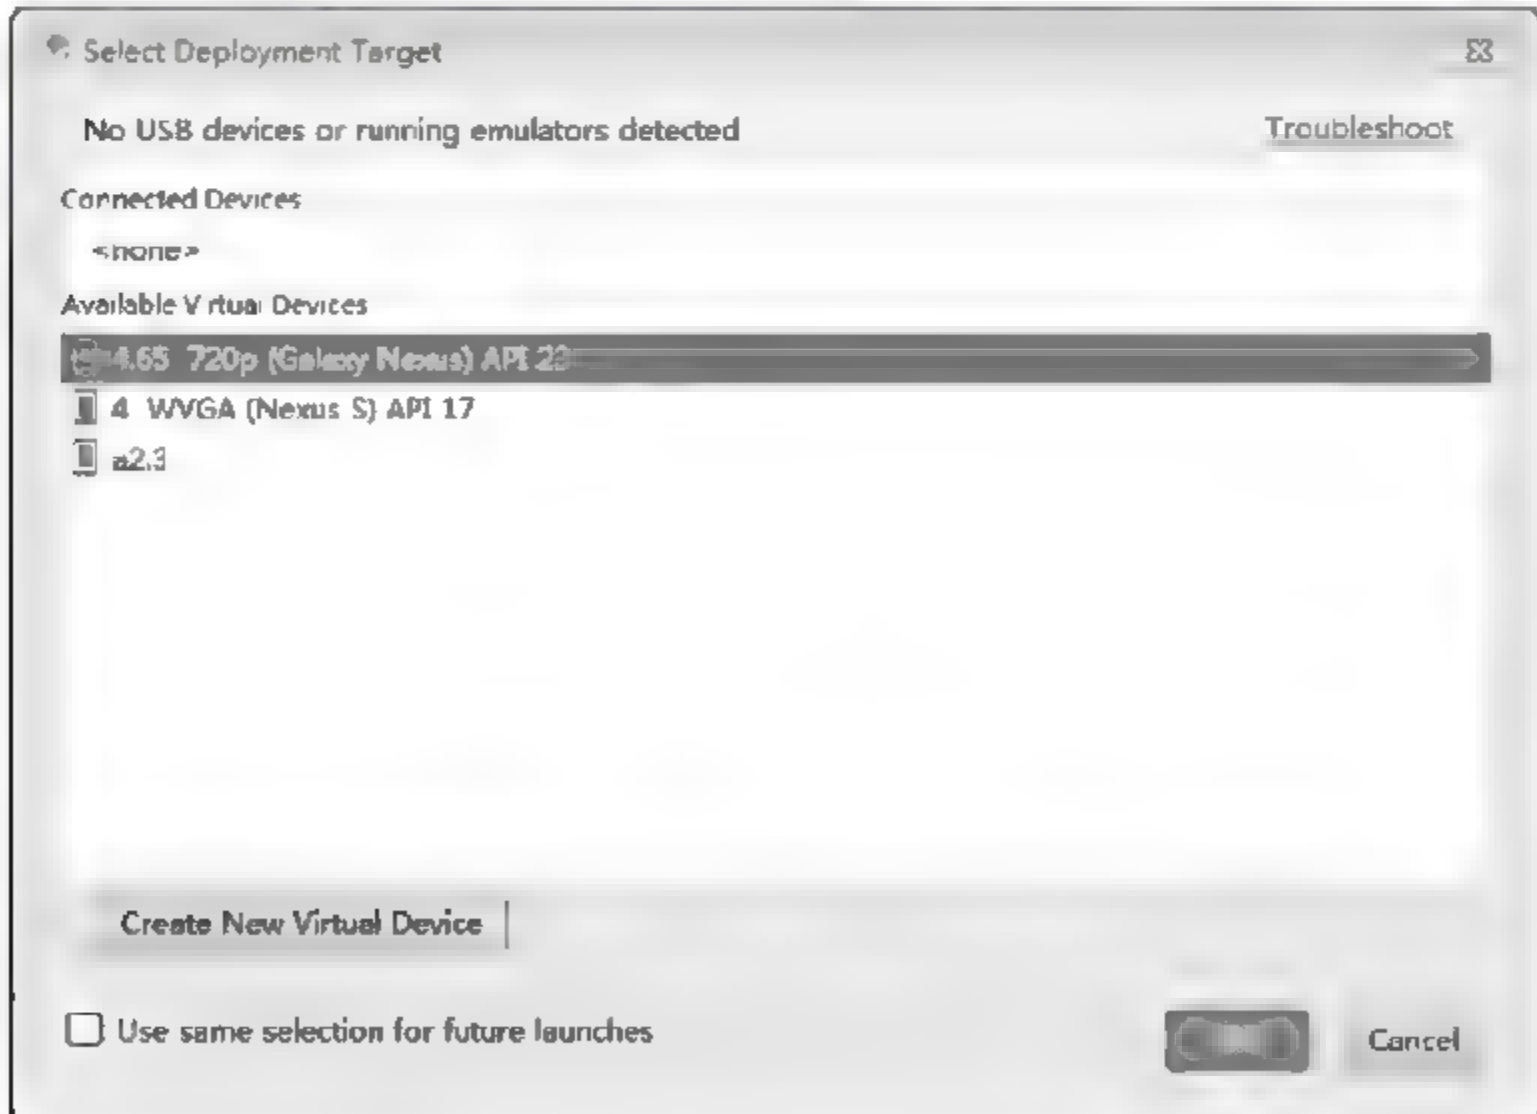 Select Deployment Target
No USB devices or running emulators detected
Troubleshoot
Connected Devices
<none>
Available Virtual Devices
4.65 720p (Galaxy Nexus) API 23
4 WVGA (Nexus S) API 17
a2.3
Create New Virtual Device
Use same selection for future launches
Cancel